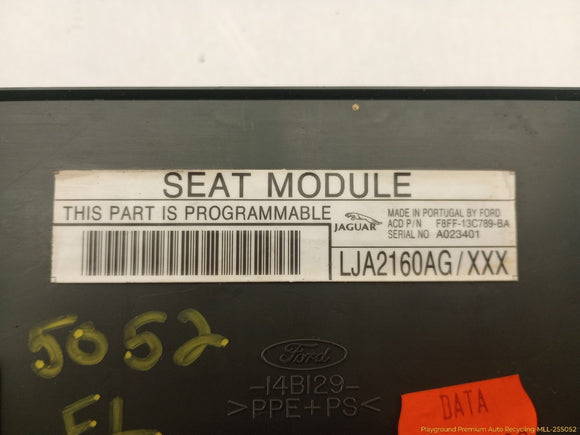 SEAT MODULE
THIS PART IS PROGRAMMABLE
JAGUAR
MADE IN PORTUGAL BY FORD
ACD P/N F8FF-13C789-BA
SERIAL NO A023401
LJA2160AG/XXX
5052
Ford
-14B129-
>PPE+PS<
DATA
Playground Premium Auto Recycling-MLL-255052